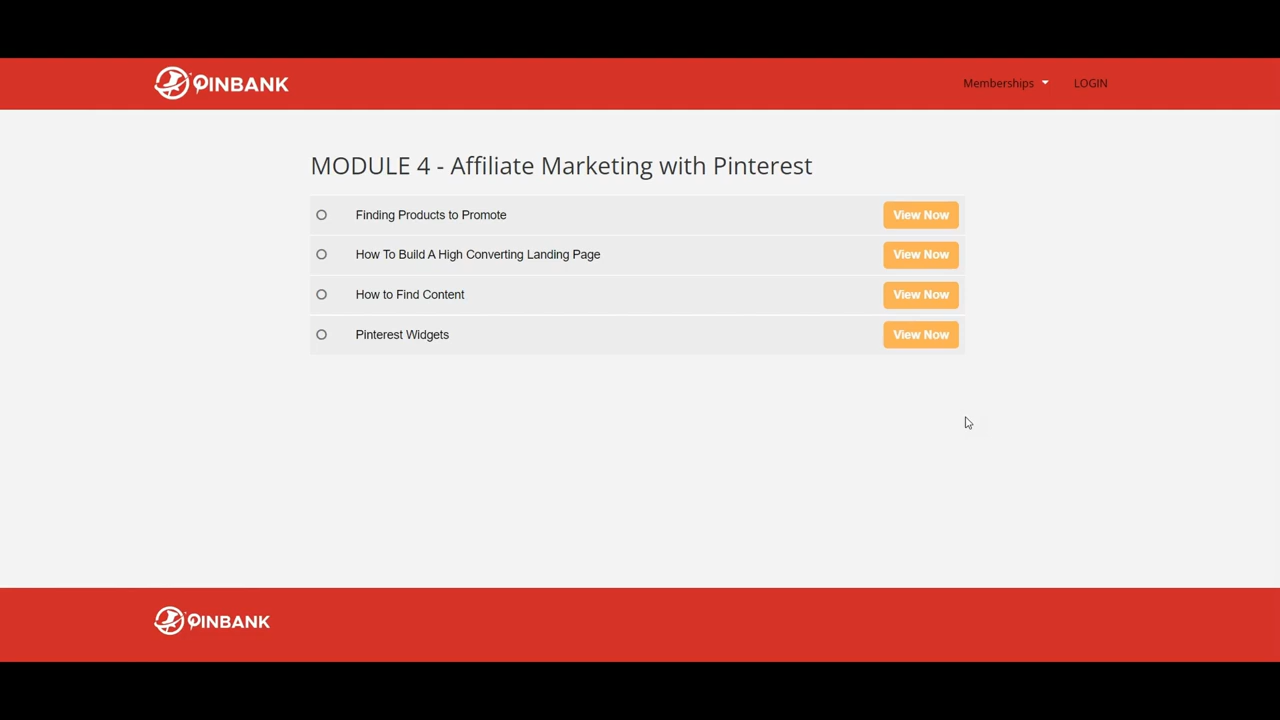 PINBANK
Memberships
LOGIN
MODULE 4 - Affiliate Marketing with Pinterest
Finding Products to Promote
View Now
How To Build A High Converting Landing Page
View Now
How to Find Content
View Now
Pinterest Widgets
View Now
PINBANK